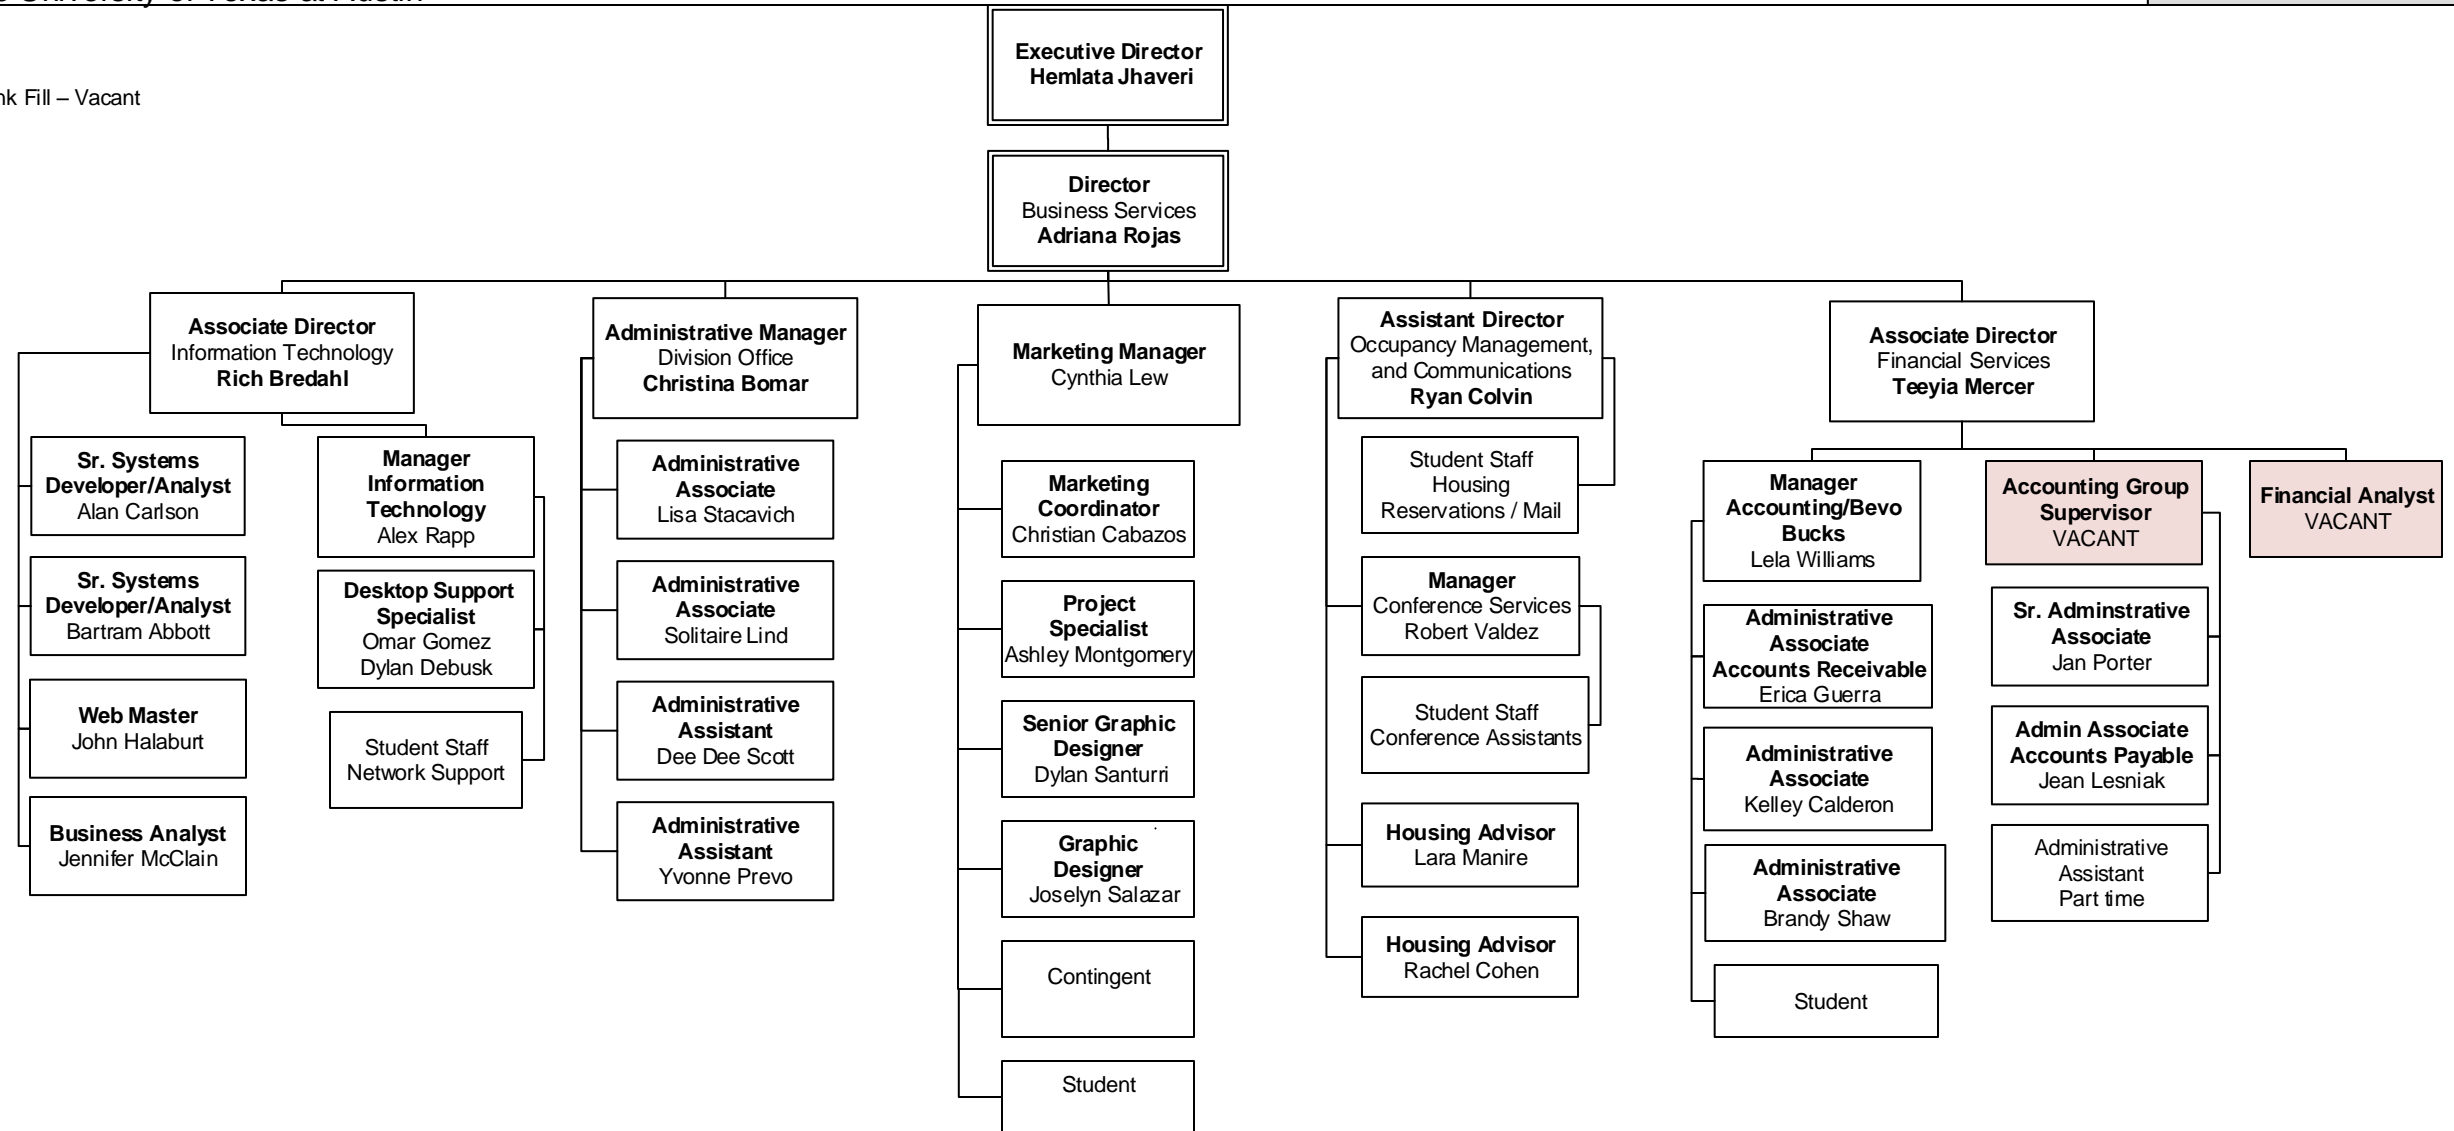 University of Texas at Austin
Executive Director
Hemlata Jhaveri
Fill – Vacant
Director
Business Services
Adriana Rojas
Associate Director
Information Technology
Rich Bredahl
Sr. Systems
Developer/Analyst
Alan Carlson
Sr. Systems
Developer/Analyst
Bartram Abbott
Web Master
John Halaburt
Business Analyst
Jennifer McClain
Manager
Information
Technology
Alex Rapp
Desktop Support
Specialist
Omar Gomez
Dylan Debusk
Student Staff
Network Support
Administrative Manager
Division Office
Christina Bomar
Administrative
Associate
Lisa Stacavich
Administrative
Associate
Solitaire Lind
Administrative
Assistant
Dee Dee Scott
Administrative
Assistant
Yvonne Prevo
Marketing Manager
Cynthia Lew
Marketing
Coordinator
Christian Cabazos
Project
Specialist
Ashley Montgomery
Senior Graphic
Designer
Dylan Santurri
Graphic
Designer
Joselyn Salazar
Contingent
Student
Assistant Director
Occupancy Management,
and Communications
Ryan Colvin
Student Staff
Housing
Reservations / Mail
Manager
Conference Services
Robert Valdez
Student Staff
Conference Assistants
Housing Advisor
Lara Manire
Housing Advisor
Rachel Cohen
Associate Director
Financial Services
Teeyia Mercer
Manager
Accounting/Bevo
Bucks
Lela Williams
Administrative
Associate
Accounts Receivable
Erica Guerra
Administrative
Associate
Kelley Calderon
Administrative
Associate
Brandy Shaw
Student
Accounting Group
Supervisor
VACANT
Sr. Adminstrative
Associate
Jan Porter
Admin Associate
Accounts Payable
Jean Lesniak
Administrative
Assistant
Part time
Financial Analyst
VACANT